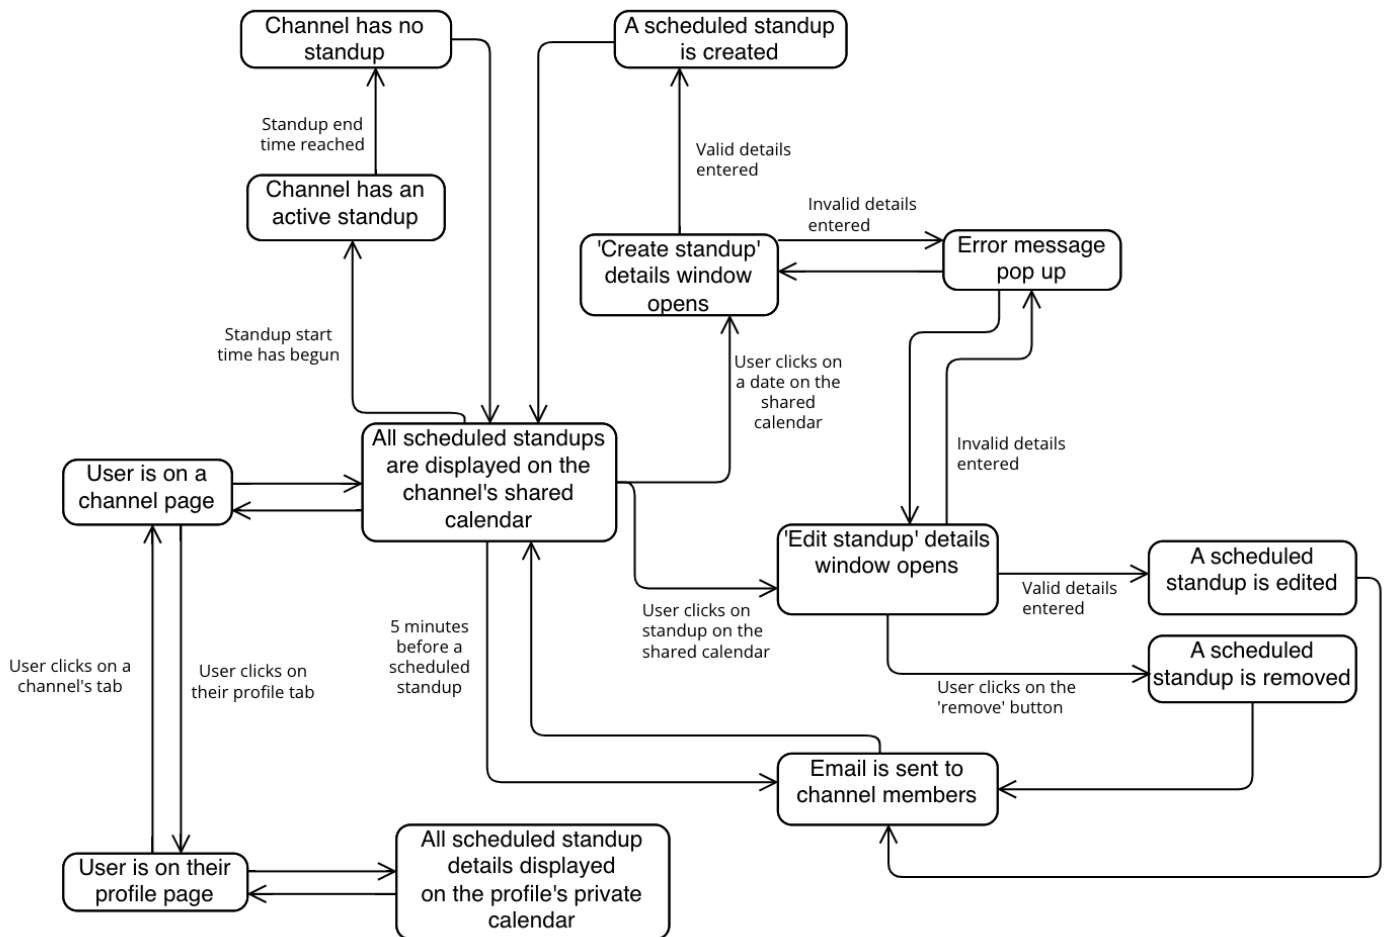 Channel has no
standup
A scheduled standup
is created
Standup end
time reached
Valid details
entered
Channel has an
active standup
Invalid details
entered
'Create standup'
details window
opens
Error message
pop up
Standup start
time has begun
User clicks on
a date on the
shared
calendar
All scheduled standups
are displayed on the
channel's shared
calendar
User is on a
channel page
Invalid details
entered
'Edit standup' details
window opens
A scheduled
standup is edited
Valid details
entered
User clicks on
standup on the
shared calendar
5 minutes
before a
scheduled
standup
User clicks on a
channel's tab
User clicks on
their profile tab
A scheduled
standup is removed
User clicks on the
'remove' button
Email is sent to
channel members
All scheduled standup
details displayed
on the profile's private
calendar
User is on their
profile page